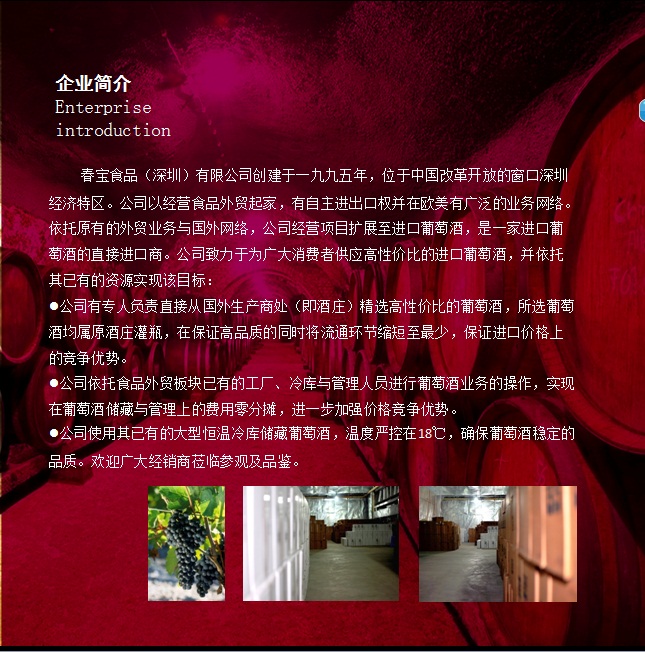 企业简介
Enterprise
introduction
春宝食品（深圳）有限公司创建于一九九五年，位于中国改革开放的窗口深圳
经济特区。公司以经营食品外贸起家，有自主进出口权并在欧美有广泛的业务网络。
依托原有的外贸业务与国外网络，公司经营项目扩展至进口葡萄酒，是一家进口葡
萄酒的直接进口商。公司致力于为广大消费者供应高性价比的进口葡萄酒，并依托
其已有的资源实现该目标：
●公司有专人负责直接从国外生产商处（即酒庄）精选高性价比的葡萄酒，所选葡萄
酒均属原酒庄灌瓶，在保证高品质的同时将流通环节缩短至最少，保证进口价格上
的竞争优势。
●公司依托食品外贸板块已有的工厂、冷库与管理人员进行葡萄酒业务的操作，实现
在葡萄酒储藏与管理上的费用零分摊，进一步加强价格竞争优势。
●公司使用其已有的大型恒温冷库储藏葡萄酒，温度严控在18℃，确保葡萄酒稳定的
品质。欢迎广大经销商莅临参观及品鉴。